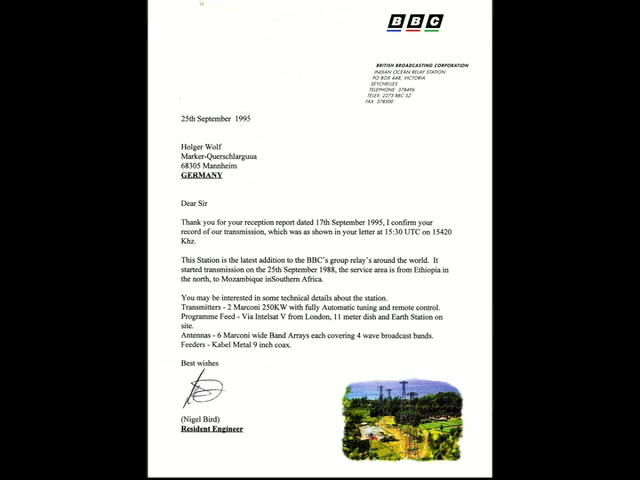 BBC
BRITISH BROADCASTING CORPORATION
INDIAN OCEAN RELAY STATION
PO BOX 448, VICTORIA
SEYCHELLES
TELEPHONE: 378496
TELEX: 2273 BBC SZ
FAX: 378500
25th September 1995
Holger Wolf
Marker-Querschlarguua
68305 Mannheim
GERMANY
Dear Sir
Thank you for your reception report dated 17th September 1995, I confirm your
record of our transmission, which was as shown in your letter at 15:30 UTC on 15420
Khz.
This Station is the latest addition to the BBC's group relay's around the world. It
started transmission on the 25th September 1988, the service area is from Ethiopia in
the north, to Mozambique inSouthern Africa.
You may be interested in some technical details about the station.
Transmitters - 2 Marconi 250KW with fully Automatic tuning and remote control.
Programme Feed - Via Intelsat V from London, 11 meter dish and Earth Station on
site.
Antennas - 6 Marconi wide Band Arrays each covering 4 wave broadcast bands.
Feeders - Kabel Metal 9 inch coax.
Best wishes
(Nigel Bird)
Resident Engineer